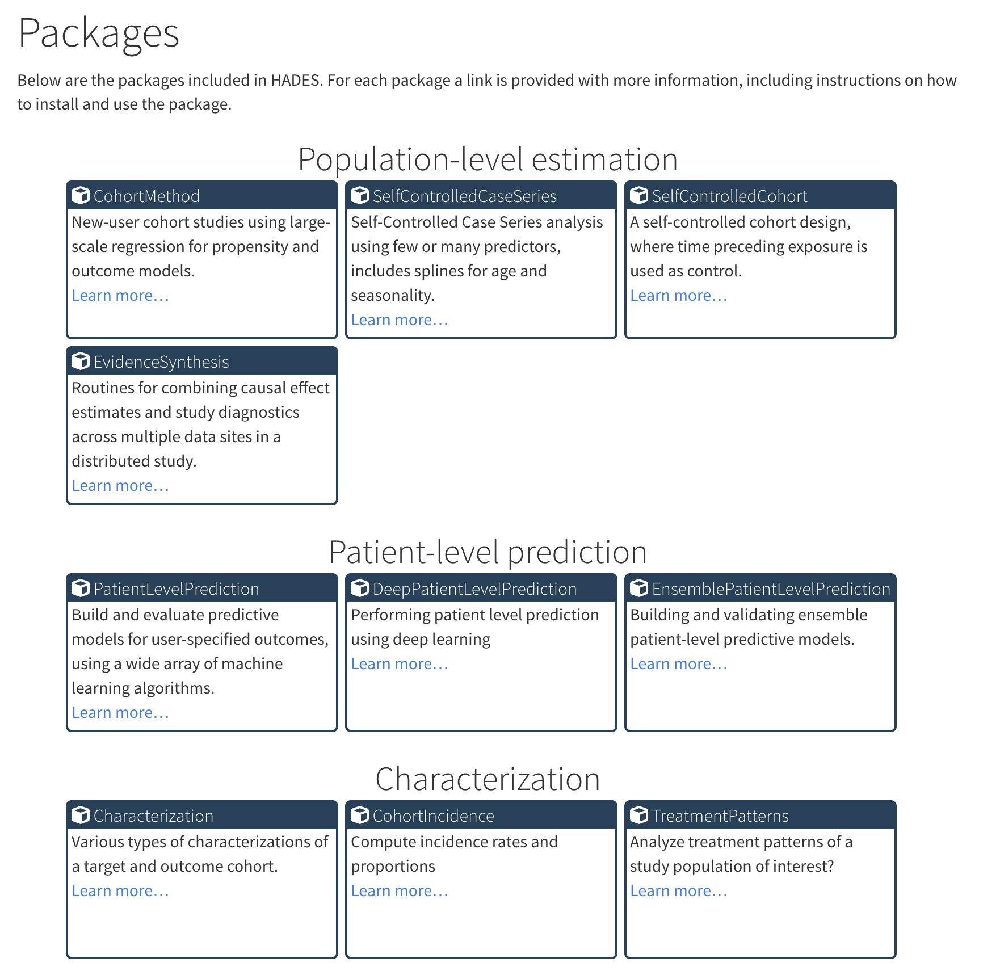 Packages
Below are the packages included in HADES. For each package a link is provided with more information, including instructions on how
to install and use the package.
Population-level estimation
CohortMethod
New-user cohort studies using large-
scale regression for propensity and
outcome models.
Learn more…
SelfControlledCaseSeries
Self-Controlled Case Series analysis
using few or many predictors,
includes splines for age and
seasonality.
Learn more…
SelfControlledCohort
A self-controlled cohort design,
where time preceding exposure is
used as control.
Learn more…
EvidenceSynthesis
Routines for combining causal effect
estimates and study diagnostics
across multiple data sites in a
distributed study.
Learn more…
Patient-level prediction
PatientLevelPrediction
Build and evaluate predictive
models for user-specified outcomes,
using a wide array of machine
learning algorithms.
Learn more…
DeepPatientLevelPrediction
Performing patient level prediction
using deep learning
Learn more…
EnsemblePatientLevelPrediction
Building and validating ensemble
patient-level predictive models.
Learn more…
Characterization
Characterization
Various types of characterizations of
a target and outcome cohort.
Learn more…
CohortIncidence
Compute incidence rates and
proportions
Learn more…
TreatmentPatterns
Analyze treatment patterns of a
study population of interest?
Learn more…